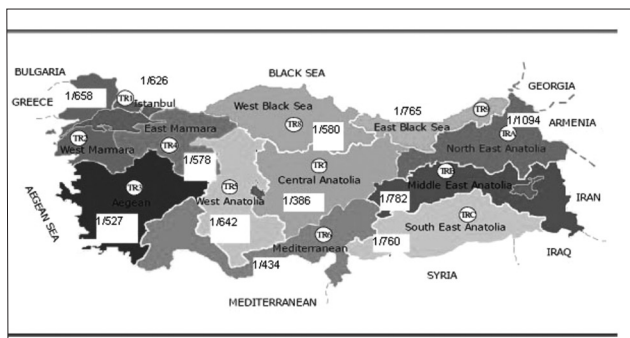 BULGARIA
1/626
BLACK SEA
GEORGIA
1/658
TR1
Istanbul
GREECE
West Black Sea
TR8
1/765
TR9
1/1094
ARMENIA
East Marmara
1/580
East Black Sea
TRA
TR2
West Marmara
TR4
North East Anatolia
1/578
TR7
TRB
TR3
TR5
Central Anatolia
Middle East Anatolia
Aegean
West Anatolia
1/386
1/782
IRAN
AEGEAN SEA
1/527
1/642
TRC
South East Anatolia
TR6
Mediterranean
1/760
IRAQ
1/434
SYRIA
MEDITERRANEAN